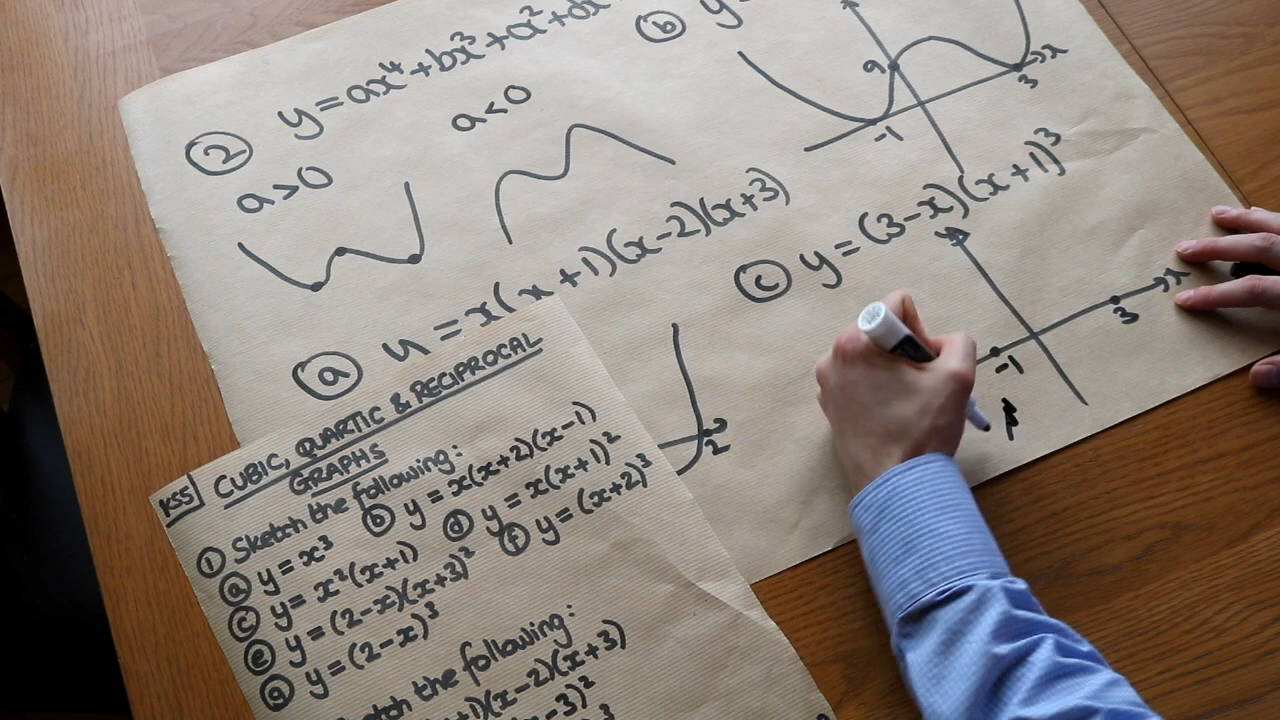 ② y = ax⁴ + bx³ + cx² + dx
a>0
a<0
ⓐ y = x(x+1)(x-2)(x+3)
2
ⓑ y =
9
-1
3
x
ⓒ y = (3-x)(x+1)³
x
3
-1
KS5 CUBIC, QUARTIC & RECIPROCAL
GRAPHS
① Sketch the following:
ⓐ y = x³ ⓑ y = x(x+2)(x-1)
ⓒ y = x²(x+1) ⓓ y = x(x+1)²
ⓔ y = (2-x)(x+3)² ⓕ y = (x+2)³
ⓖ y = (2-x)³
the following:
+1)(x-2)(x+3)
-3)²